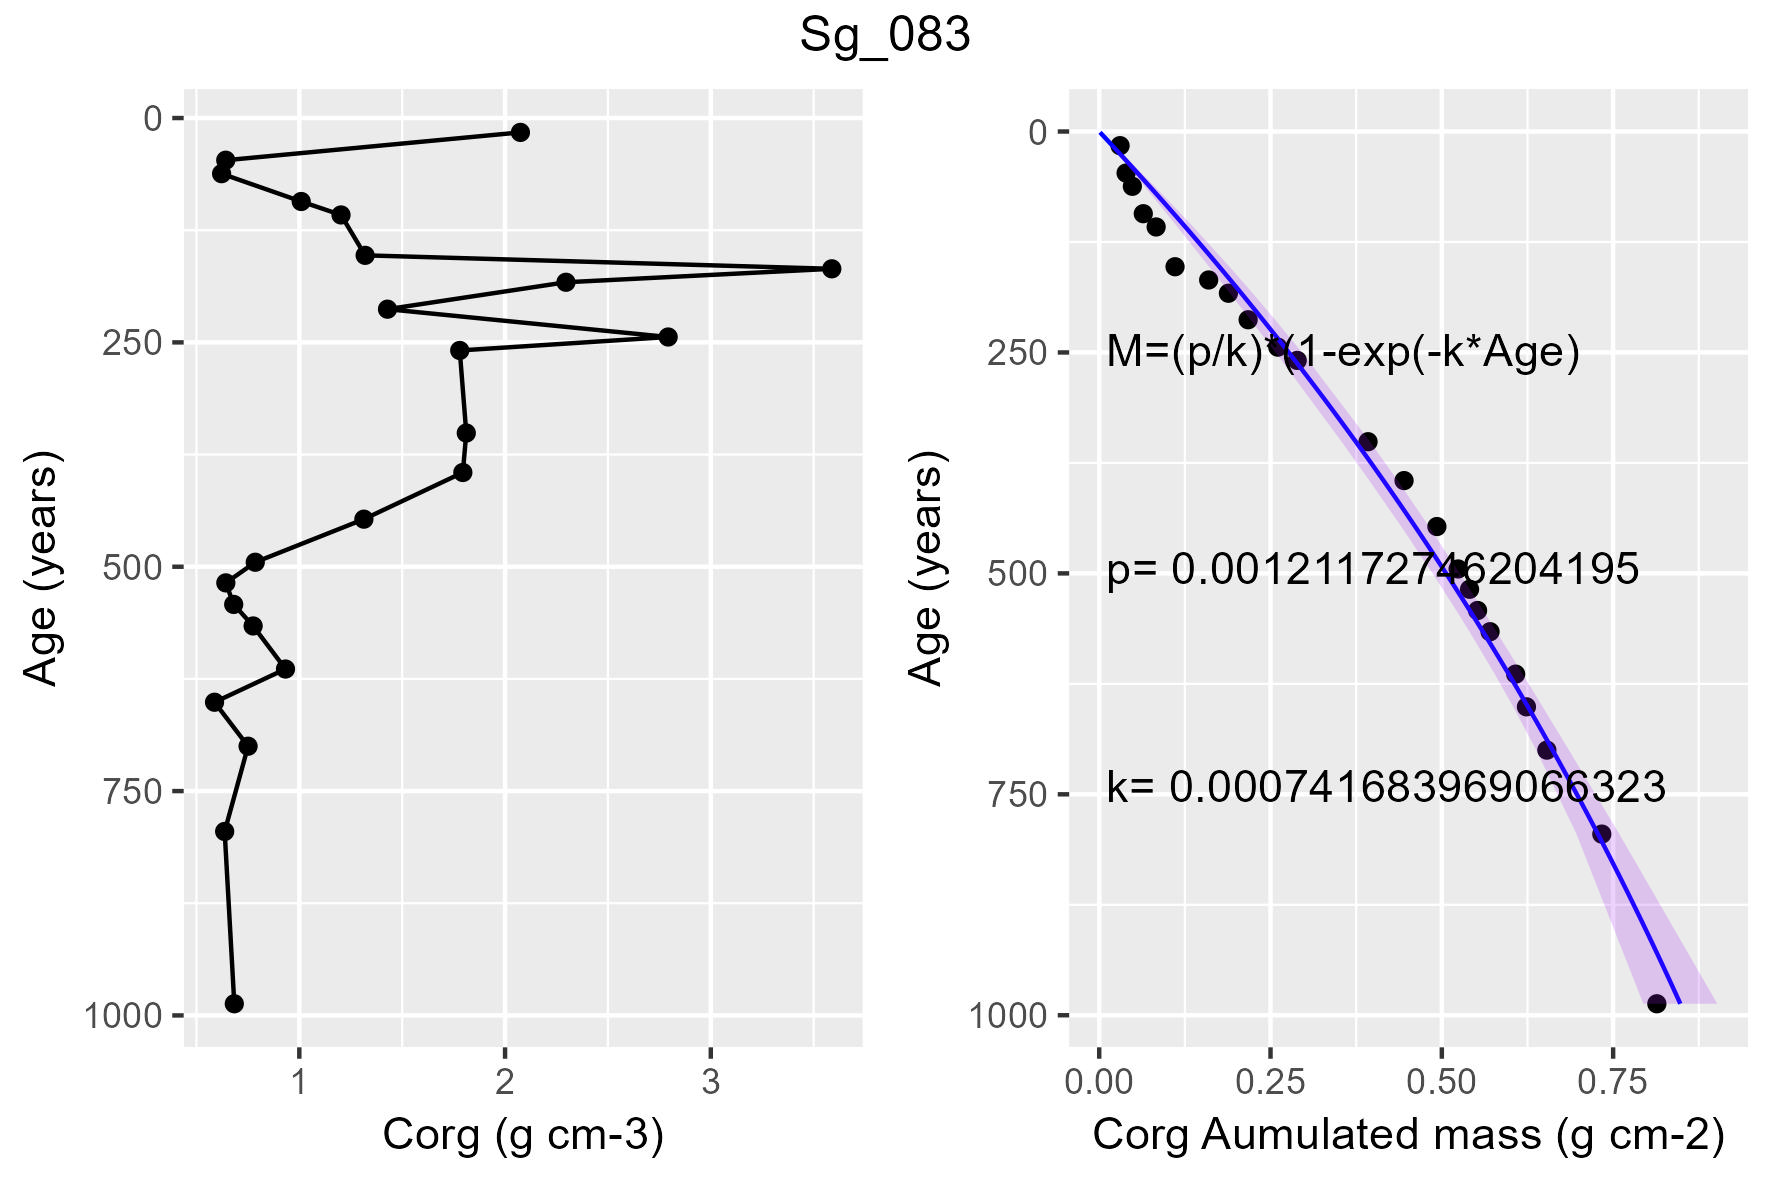 Sg_083
0
250
500
750
1000
Age (years)
1
2
3
Corg (g cm-3)
0
250
500
750
1000
Age (years)
M=(p/k)*(1-exp(-k*Age)
p= 0.00121172746204195
k= 0.000741683969066323
0.00
0.25
0.50
0.75
Corg Aumulated mass (g cm-2)